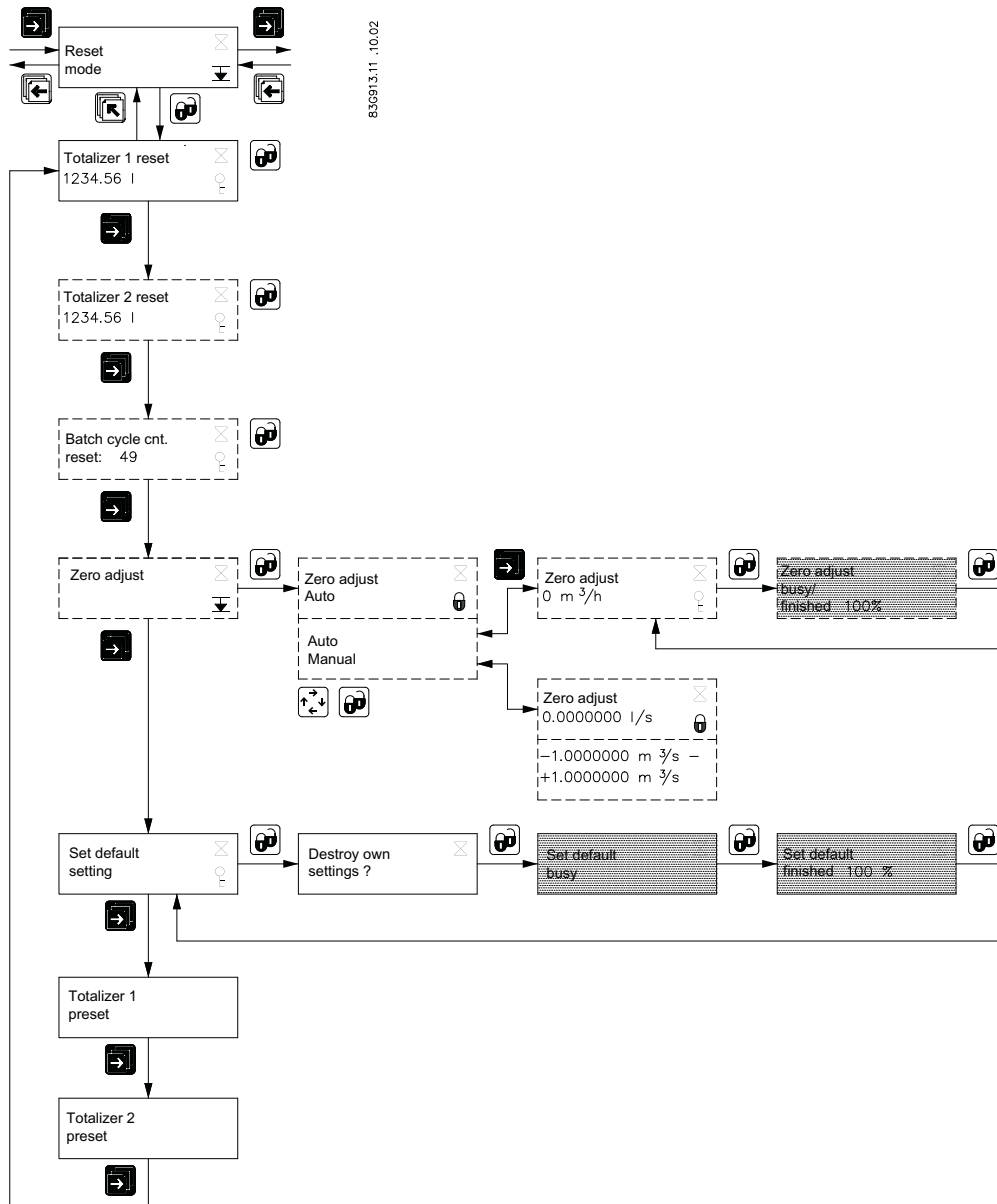 Reset
mode
83G913.11 .10.02
Totalizer 1 reset
1234.56 l
Totalizer 2 reset
1234.56 l
Batch cycle cnt.
reset: 49
Zero adjust
Zero adjust
Auto
Auto
Manual
Zero adjust
0 m³/h
Zero adjust
busy/
finished 100%
Zero adjust
0.0000000 l/s
−1.0000000 m³/s −
+1.0000000 m³/s
Set default
setting
Destroy own
settings ?
Set default
busy
Set default
finished 100 %
Totalizer 1
preset
Totalizer 2
preset